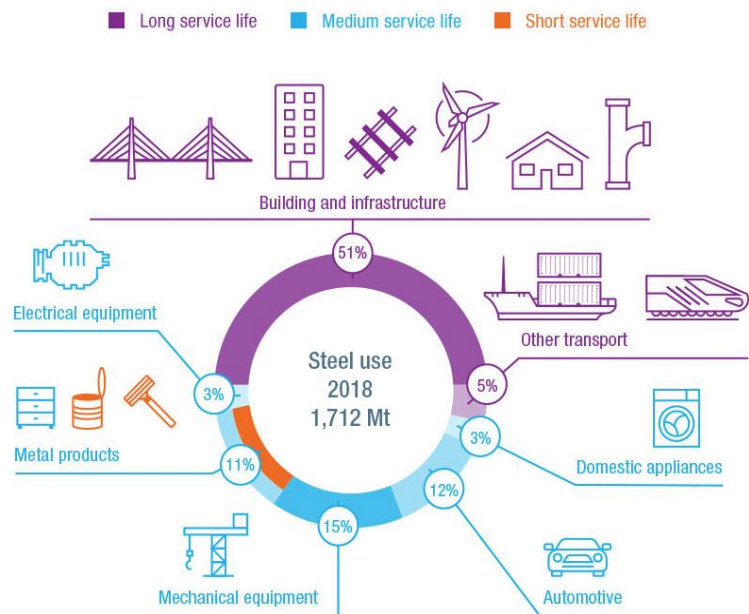 Long service life Medium service life Short service life
Building and infrastructure
51%
Electrical equipment
Other transport
Steel use
2018
1,712 Mt
3%
5%
Metal products
11%
3%
Domestic appliances
12%
15%
Mechanical equipment
Automotive